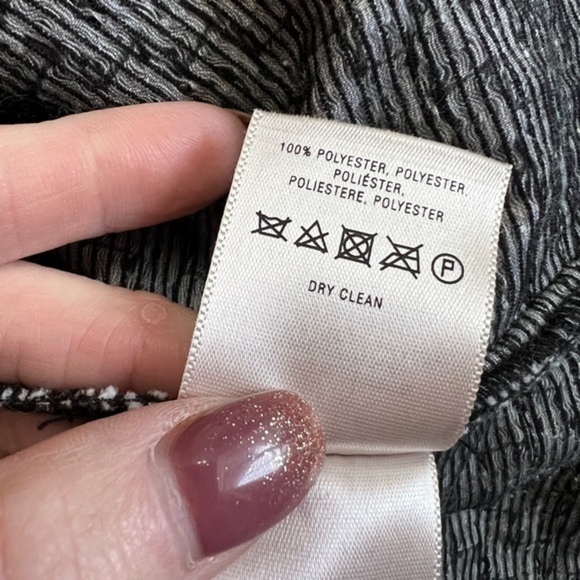 100% POLYESTER, POLYESTER
POLIÉSTER,
POLIESTERE, POLYESTER
P
DRY CLEAN